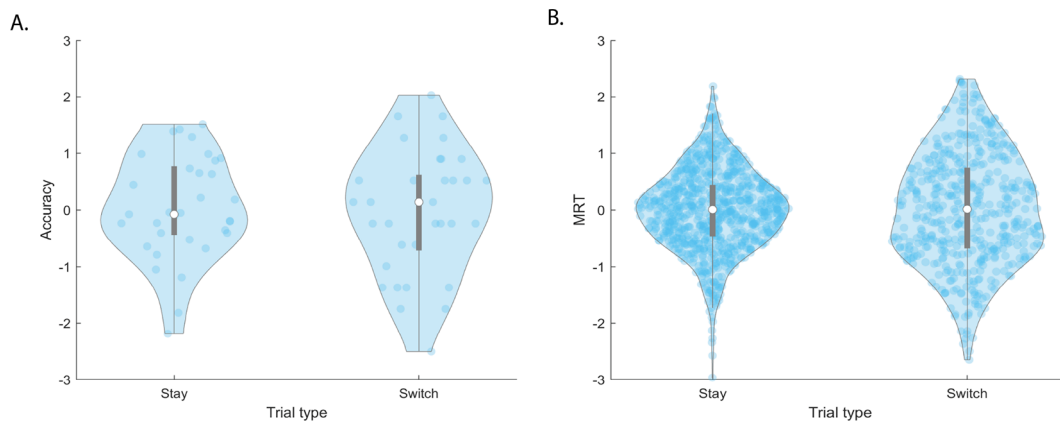 A.
3
2
1
0
-1
-2
-3
Accuracy
Stay
Switch
Trial type
B.
3
2
1
0
-1
-2
-3
MRT
Stay
Switch
Trial type